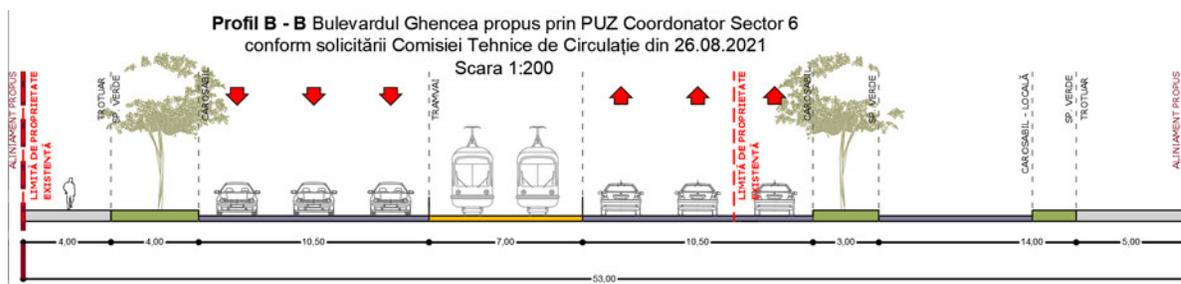 Profil B - B Bulevardul Ghencea propus prin PUZ Coordonator Sector 6
conform solicitării Comisiei Tehnice de Circulație din 26.08.2021
Scara 1:200
ALINIAMENT PROPUS
LIMITĂ DE PROPRIETATE
EXISTENTĂ
TROTUAR
SP. VERDE
CAROSABIL
TRAMVAI
LIMITĂ DE PROPRIETATE
EXISTENTĂ
CAROSABIL
SP. VERDE
CAROSABIL - LOCALĂ
SP. VERDE
TROTUAR
ALINIAMENT PROPUS
4,00
4,00
10,50
7,00
10,50
3,00
14,00
5,00
53,00